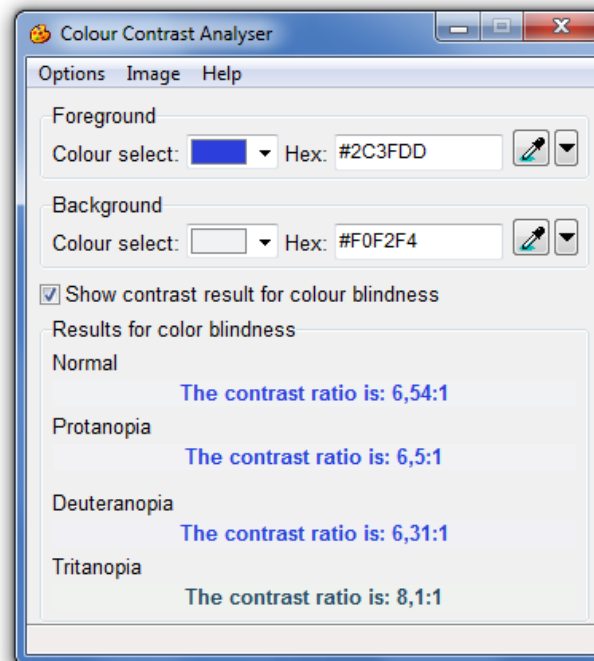 Colour Contrast Analyser
Options Image Help
Foreground
Colour select: Hex: #2C3FDD
Background
Colour select: Hex: #F0F2F4
Show contrast result for colour blindness
Results for color blindness
Normal
The contrast ratio is: 6,54:1
Protanopia
The contrast ratio is: 6,5:1
Deuteranopia
The contrast ratio is: 6,31:1
Tritanopia
The contrast ratio is: 8,1:1